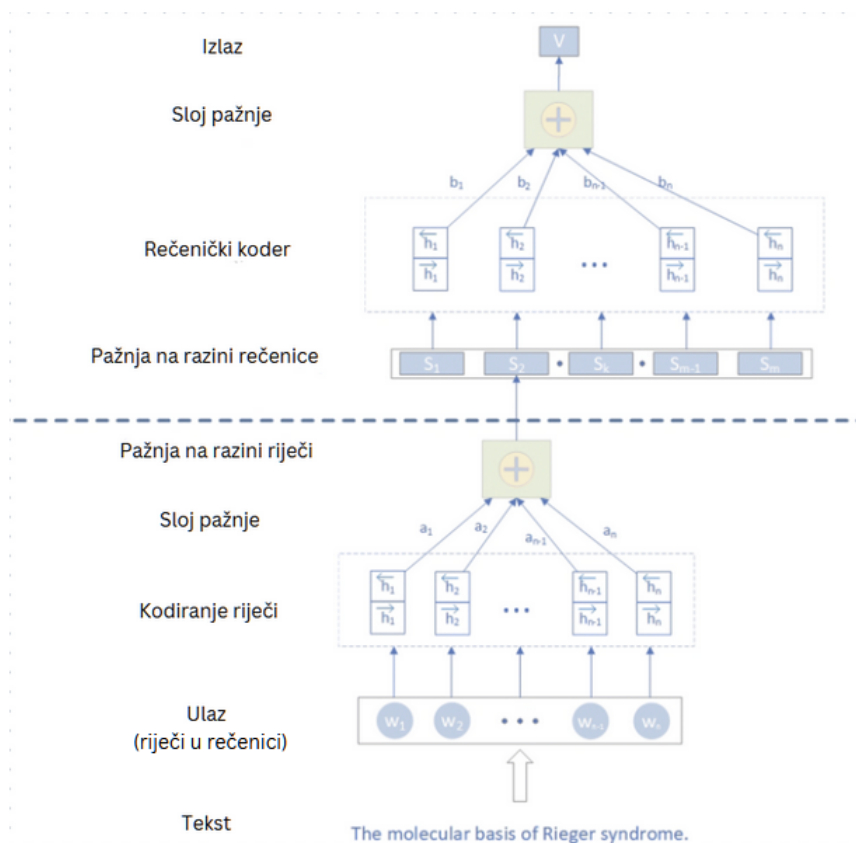 Izlaz
V
Sloj pažnje
b₁ b₂ bₙ₋₁ bₙ
Rečenički koder
h₁ h₂ ... hₙ₋₁ hₙ
h₁ h₂ hₙ₋₁ hₙ
Pažnja na razini rečenice
S₁ S₂ • Sₖ • Sₘ₋₁ Sₘ
Pažnja na razini riječi
Sloj pažnje
a₁ a₂ aₙ₋₁ aₙ
Kodiranje riječi
h₁ h₂ ... hₙ₋₁ hₙ
h₁ h₂ hₙ₋₁ hₙ
Ulaz
(riječi u rečenici)
w₁ w₂ ... wₙ₋₁ wₙ
Tekst
The molecular basis of Rieger syndrome.